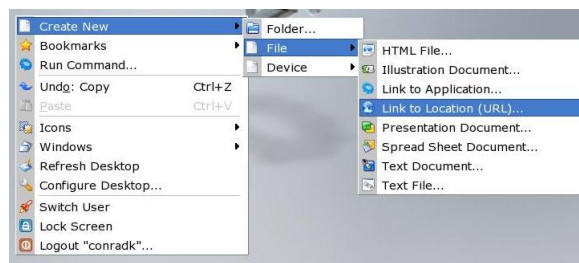 Create New
Bookmarks
Run Command...
Undo: Copy Ctrl+Z
Paste Ctrl+V
Icons
Windows
Refresh Desktop
Configure Desktop...
Switch User
Lock Screen
Logout "conradk"...
Folder...
File
Device
HTML File...
Illustration Document...
Link to Application...
Link to Location (URL)...
Presentation Document...
Spread Sheet Document...
Text Document...
Text File...